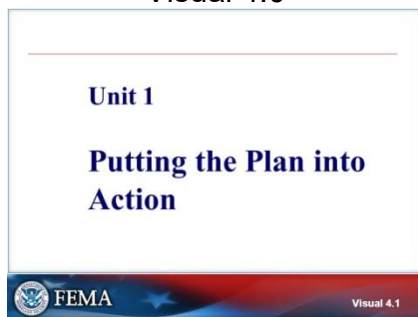 Unit 1
Putting the Plan into
Action
FEMA
Visual 4.1